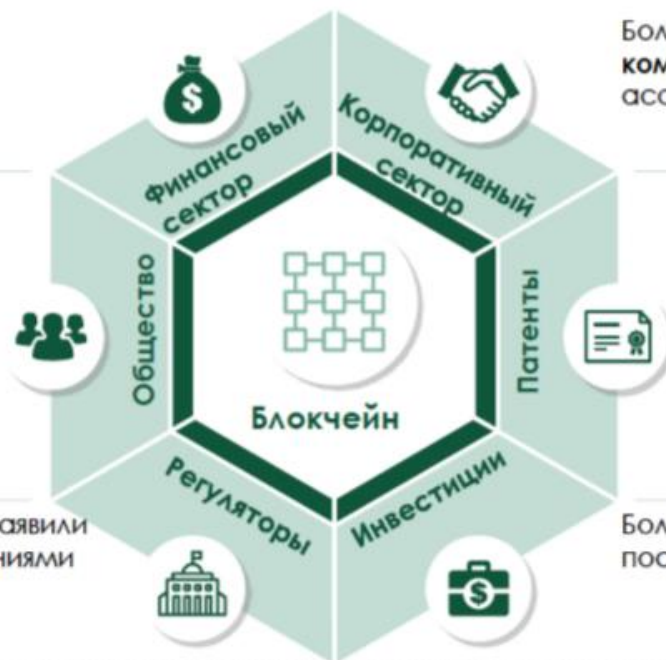 Бол
ком
асс
Финансовый
сектор
Корпоративный
сектор
Общество
Патенты
Блокчейн
Регуляторы
Инвестиции
аявили
ниями
Бол
пос